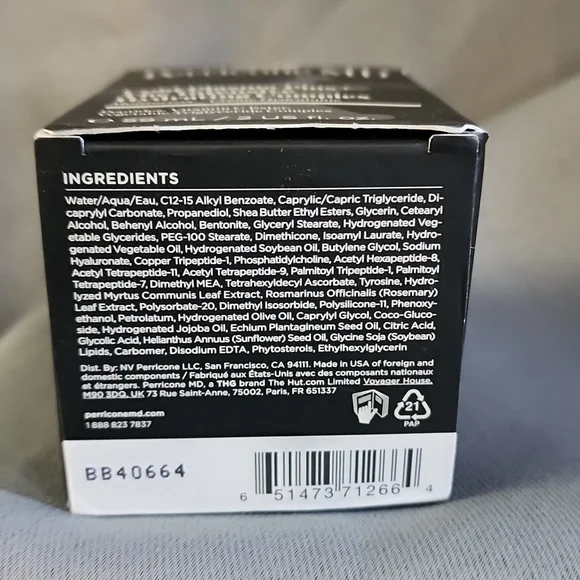 INGREDIENTS
Water/Aqua/Eau, C12-15 Alkyl Benzoate, Caprylic/Capric Triglyceride, Di-
caprylyl Carbonate, Propanediol, Shea Butter Ethyl Esters, Glycerin, Cetearyl
Alcohol, Behenyl Alcohol, Bentonite, Glyceryl Stearate, Hydrogenated Veg-
etable Glycerides, PEG-100 Stearate, Dimethicone, Isoamyl Laurate, Hydro-
genated Vegetable Oil, Hydrogenated Soybean Oil, Butylene Glycol, Sodium
Hyaluronate, Copper Tripeptide-1, Phosphatidylcholine, Acetyl Hexapeptide-8,
Acetyl Tetrapeptide-11, Acetyl Tetrapeptide-9, Palmitoyl Tripeptide-1, Palmitoyl
Tetrapeptide-7, Dimethyl MEA, Tetrahexyldecyl Ascorbate, Tyrosine, Hydro-
lyzed Myrtus Communis Leaf Extract, Rosmarinus Officinalis (Rosemary)
Leaf Extract, Polysorbate-20, Dimethyl Isosorbide, Polysilicone-11, Phenoxy-
ethanol, Petrolatum, Hydrogenated Olive Oil, Caprylyl Glycol, Coco-Gluco-
side, Hydrogenated Jojoba Oil, Echium Plantagineum Seed Oil, Citric Acid,
Glycolic Acid, Helianthus Annuus (Sunflower) Seed Oil, Glycine Soja (Soybean)
Lipids, Carbomer, Disodium EDTA, Phytosterols, Ethylhexylglycerin
Dist. By: NV Perricone LLC, San Francisco, CA 94111. Made in USA of foreign and
domestic components / Fabriqué aux États-Unis avec des composants nationaux
et étrangers. Perricone MD, a THG brand The Hut.com Limited Voyager House,
M90 3DQ, UK 73 Rue Saint-Anne, 75002, Paris, FR 651337
perriconemd.com
1 888 823 7837
21
PAP
BB40664
6 51473 71266 4